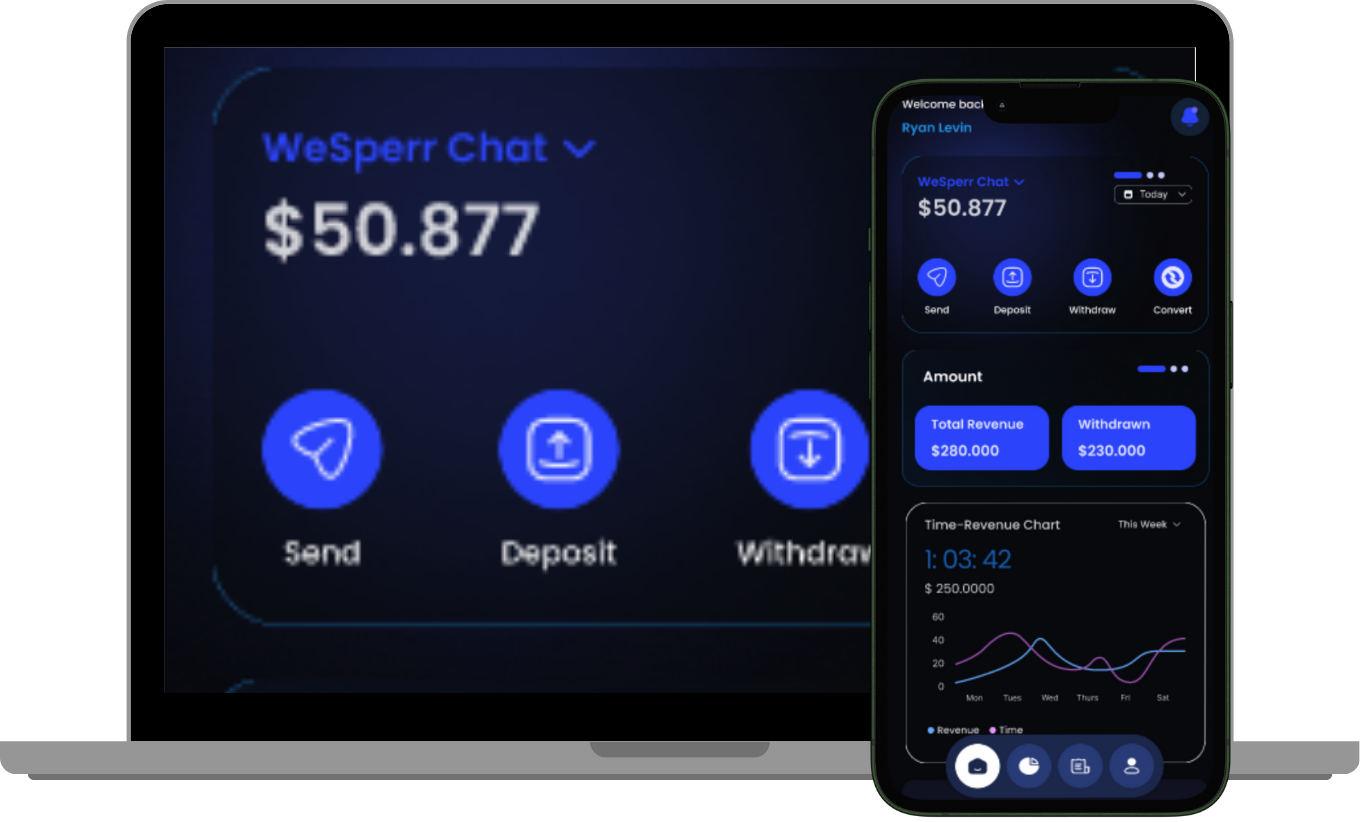 WeSperr Chat
$50.877
Send
Deposit
Withdraw
Welcome back
Ryan Levin
WeSperr Chat
Today
$50.877
Send
Deposit
Withdraw
Convert
Amount
Total Revenue
Withdrawn
$280.000
$230.000
Time-Revenue Chart
This Week
1: 03: 42
$ 250.0000
60
40
20
0
Mon
Tues
Wed
Thurs
Fri
Sat
Revenue
Time